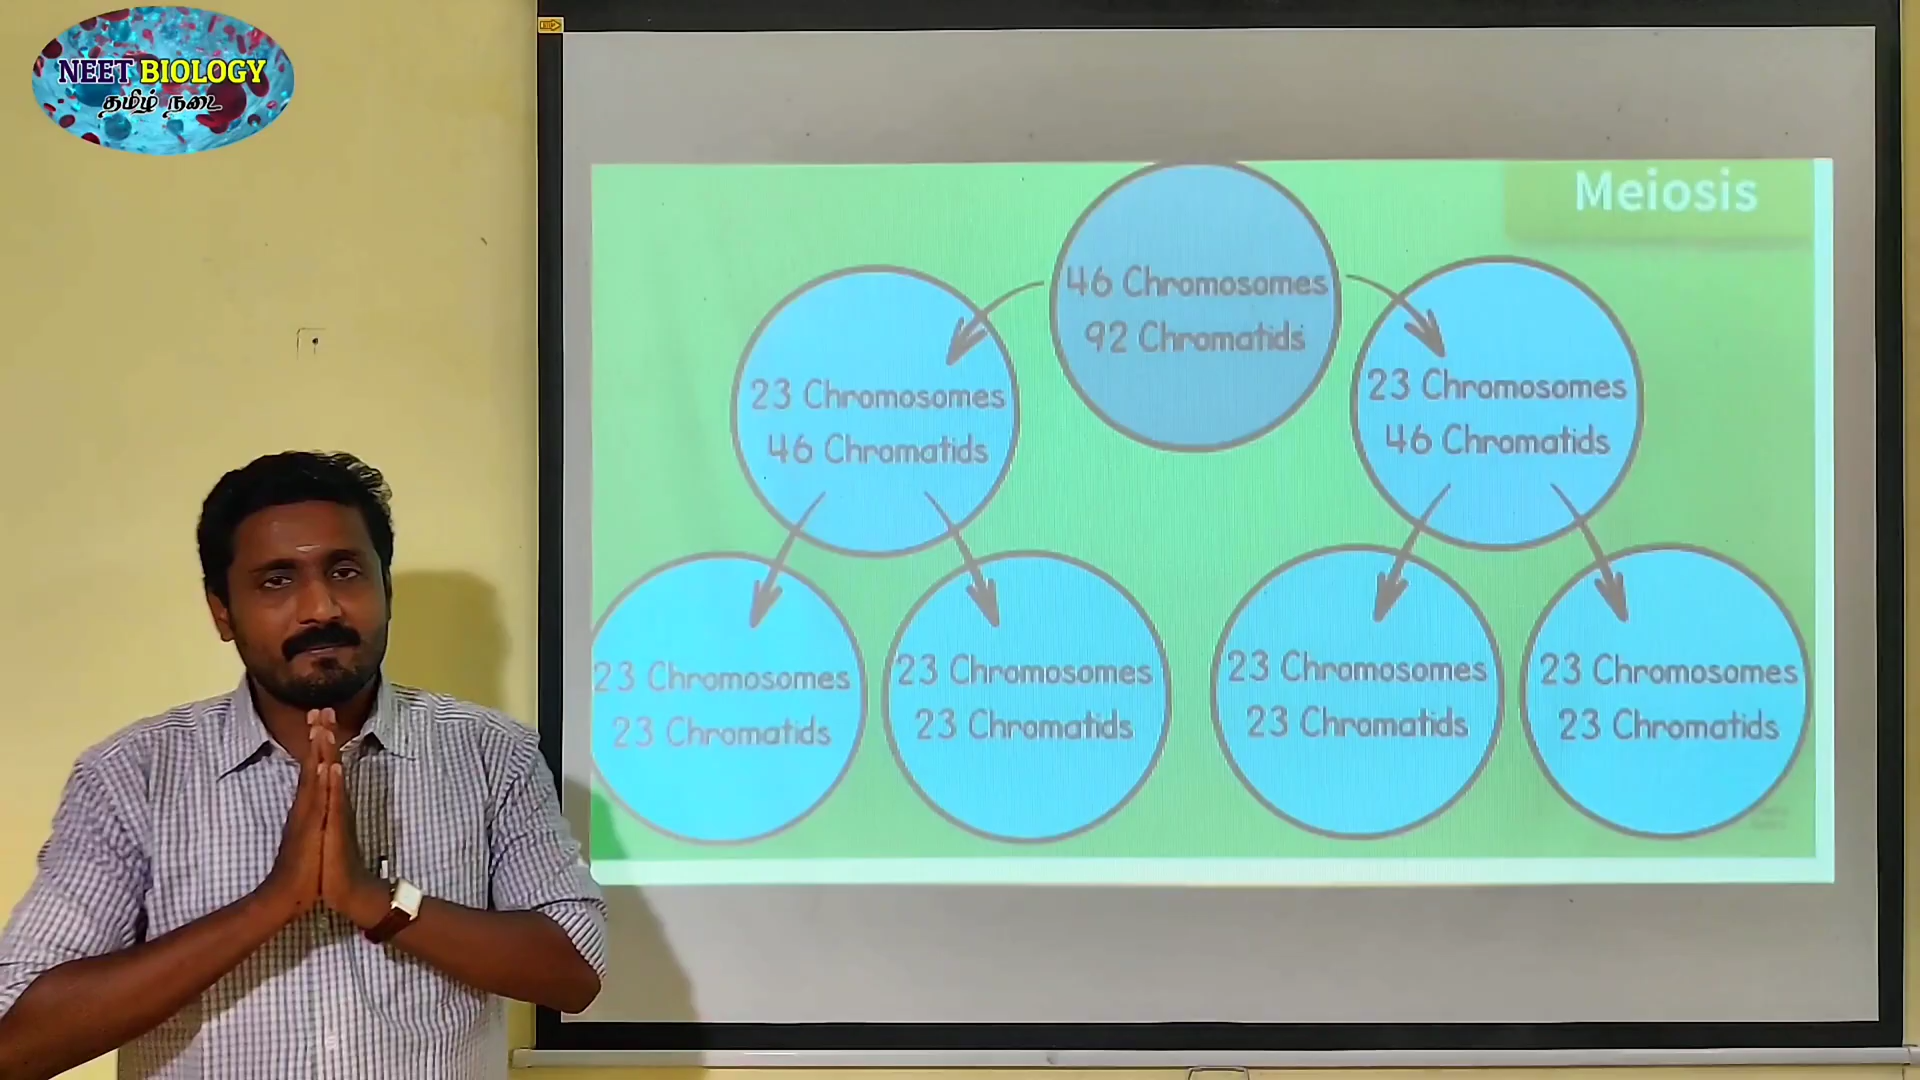 NEET BIOLOGY
தமிழ் நடை
Meiosis
46 Chromosomes
92 Chromatids
23 Chromosomes
46 Chromatids
23 Chromosomes
46 Chromatids
23 Chromosomes
23 Chromatids
23 Chromosomes
23 Chromatids
23 Chromosomes
23 Chromatids
23 Chromosomes
23 Chromatids